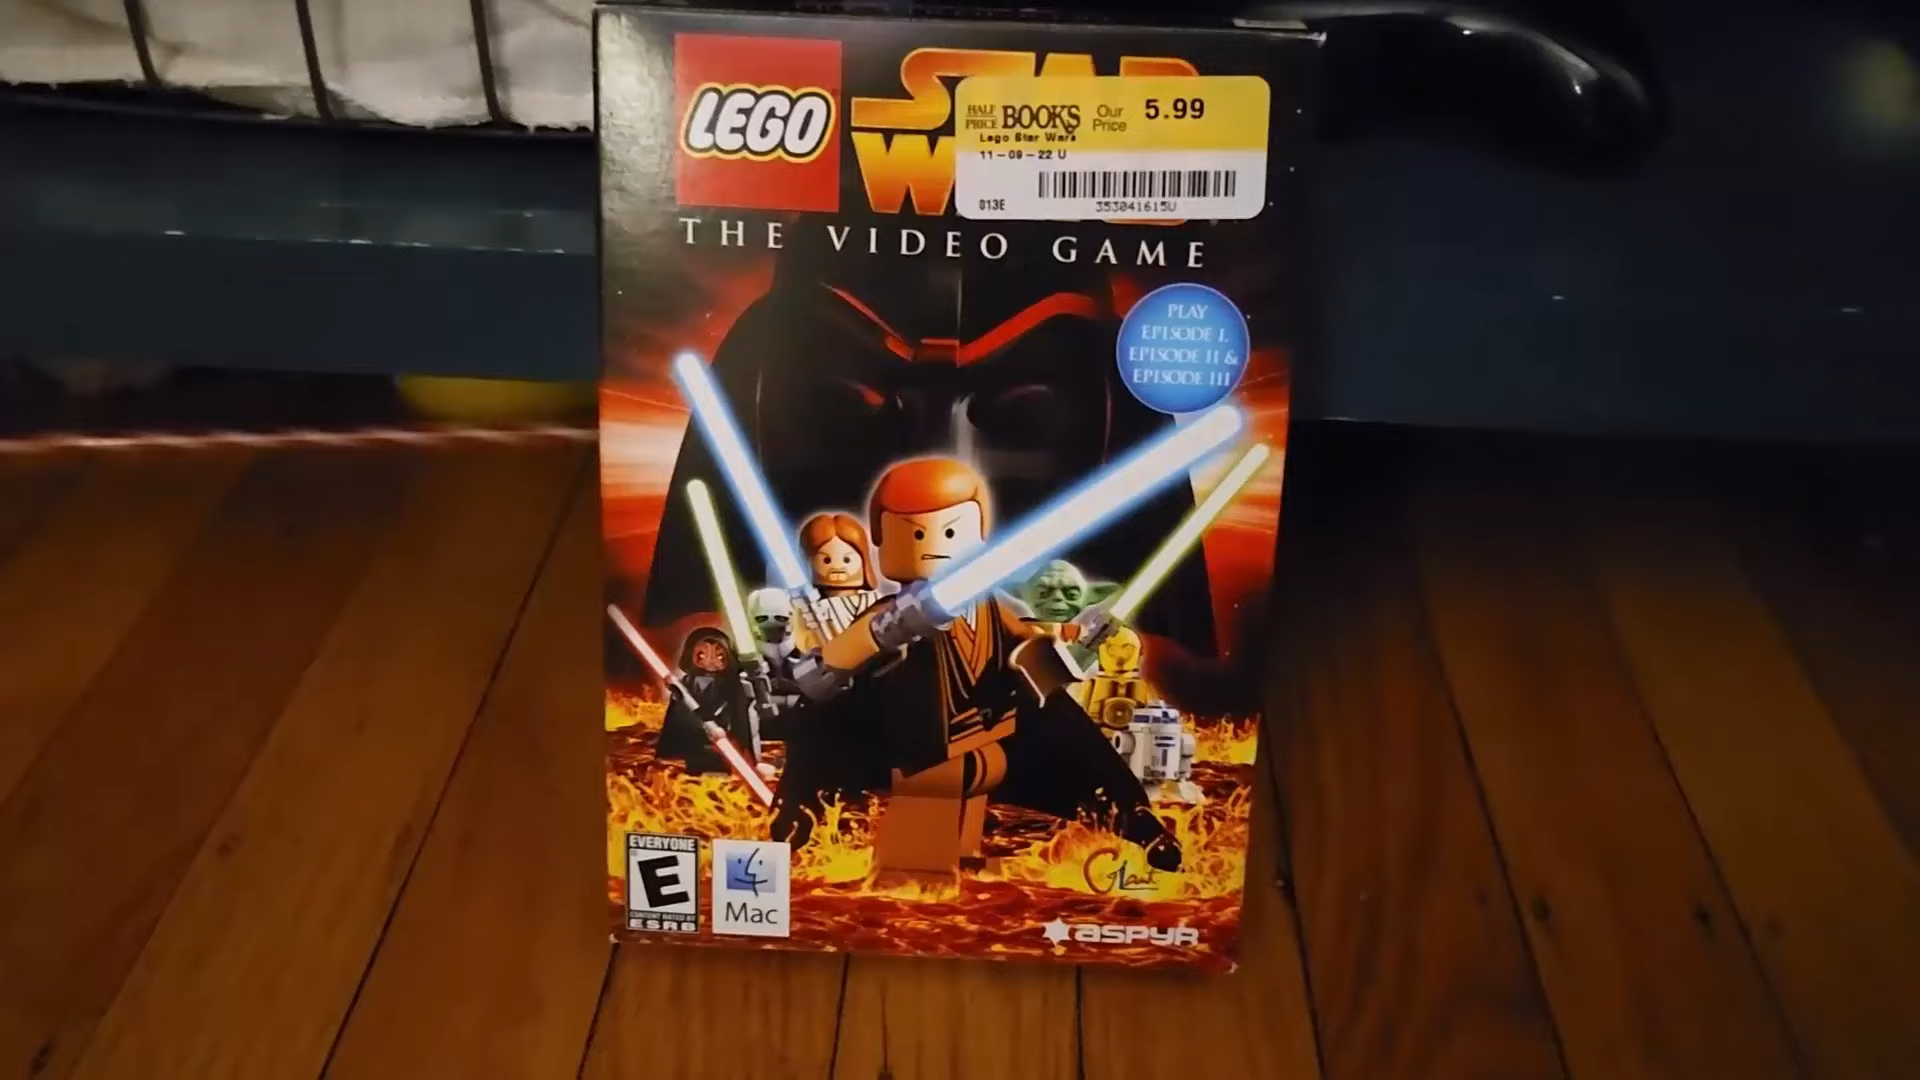 LEGO
STAR
HALF PRICE BOOKS Our Price 5.99
Lego Star Wars
11-09-22 U
013E
353041615U
THE VIDEO GAME
PLAY
EPISODE I,
EPISODE II &
EPISODE III
EVERYONE
E
CONTENT RATED BY
ESRB
Mac
Giant
ASPYR